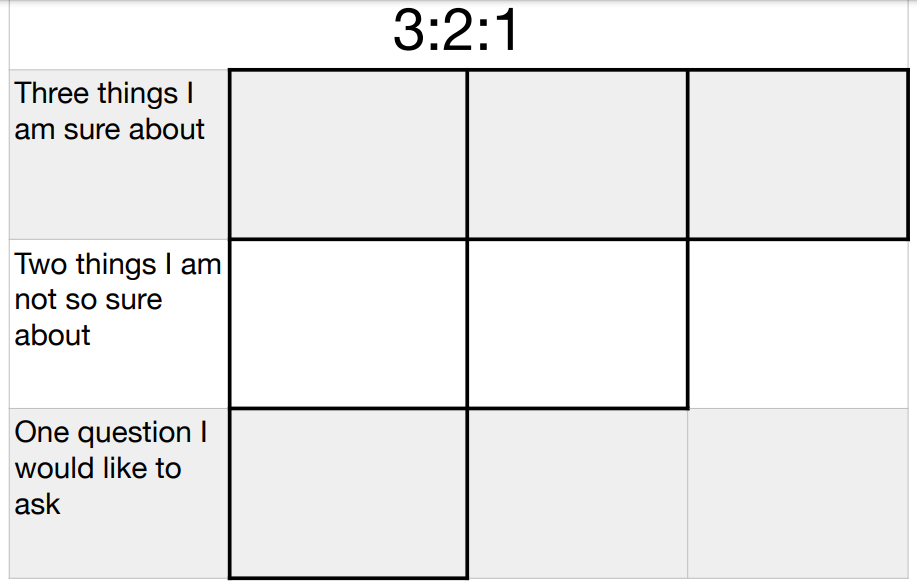 3:2:1
Three things I
am sure about
Two things I am
not so sure
about
One question I
would like to
ask